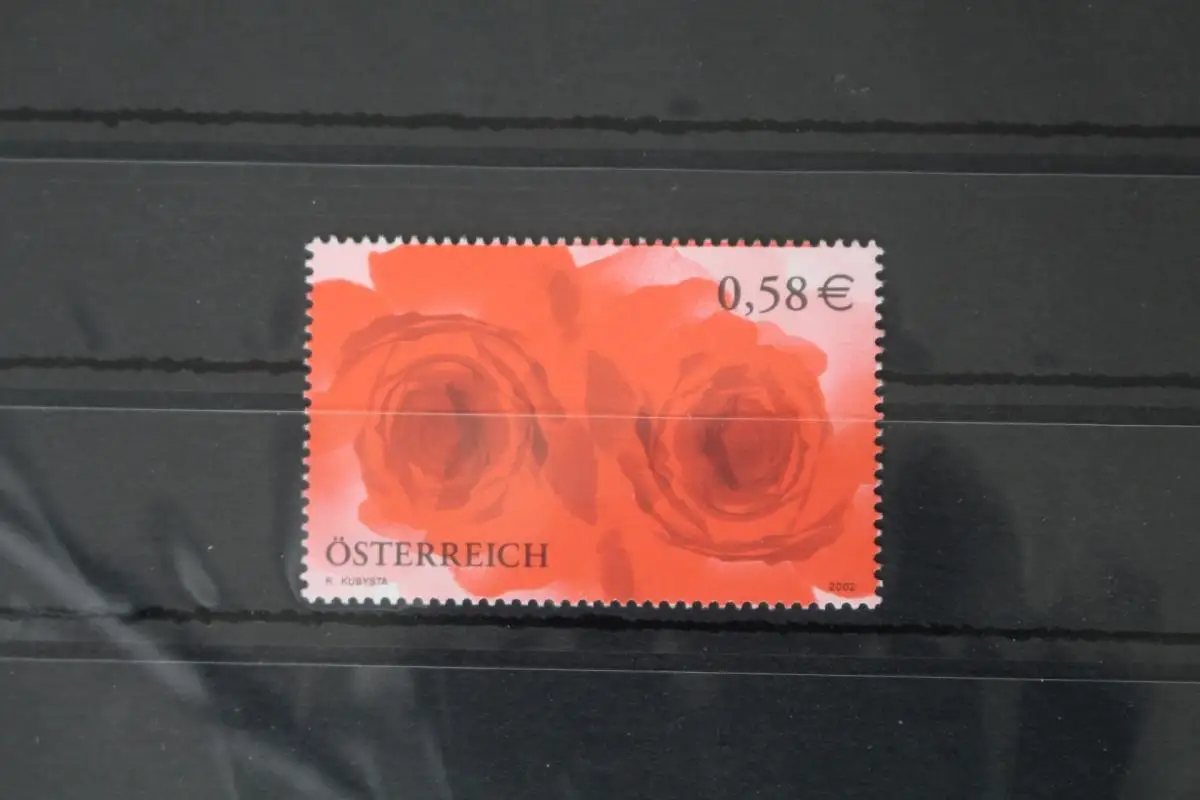 0,58 €
ÖSTERREICH
K. KUBYSTA
2002